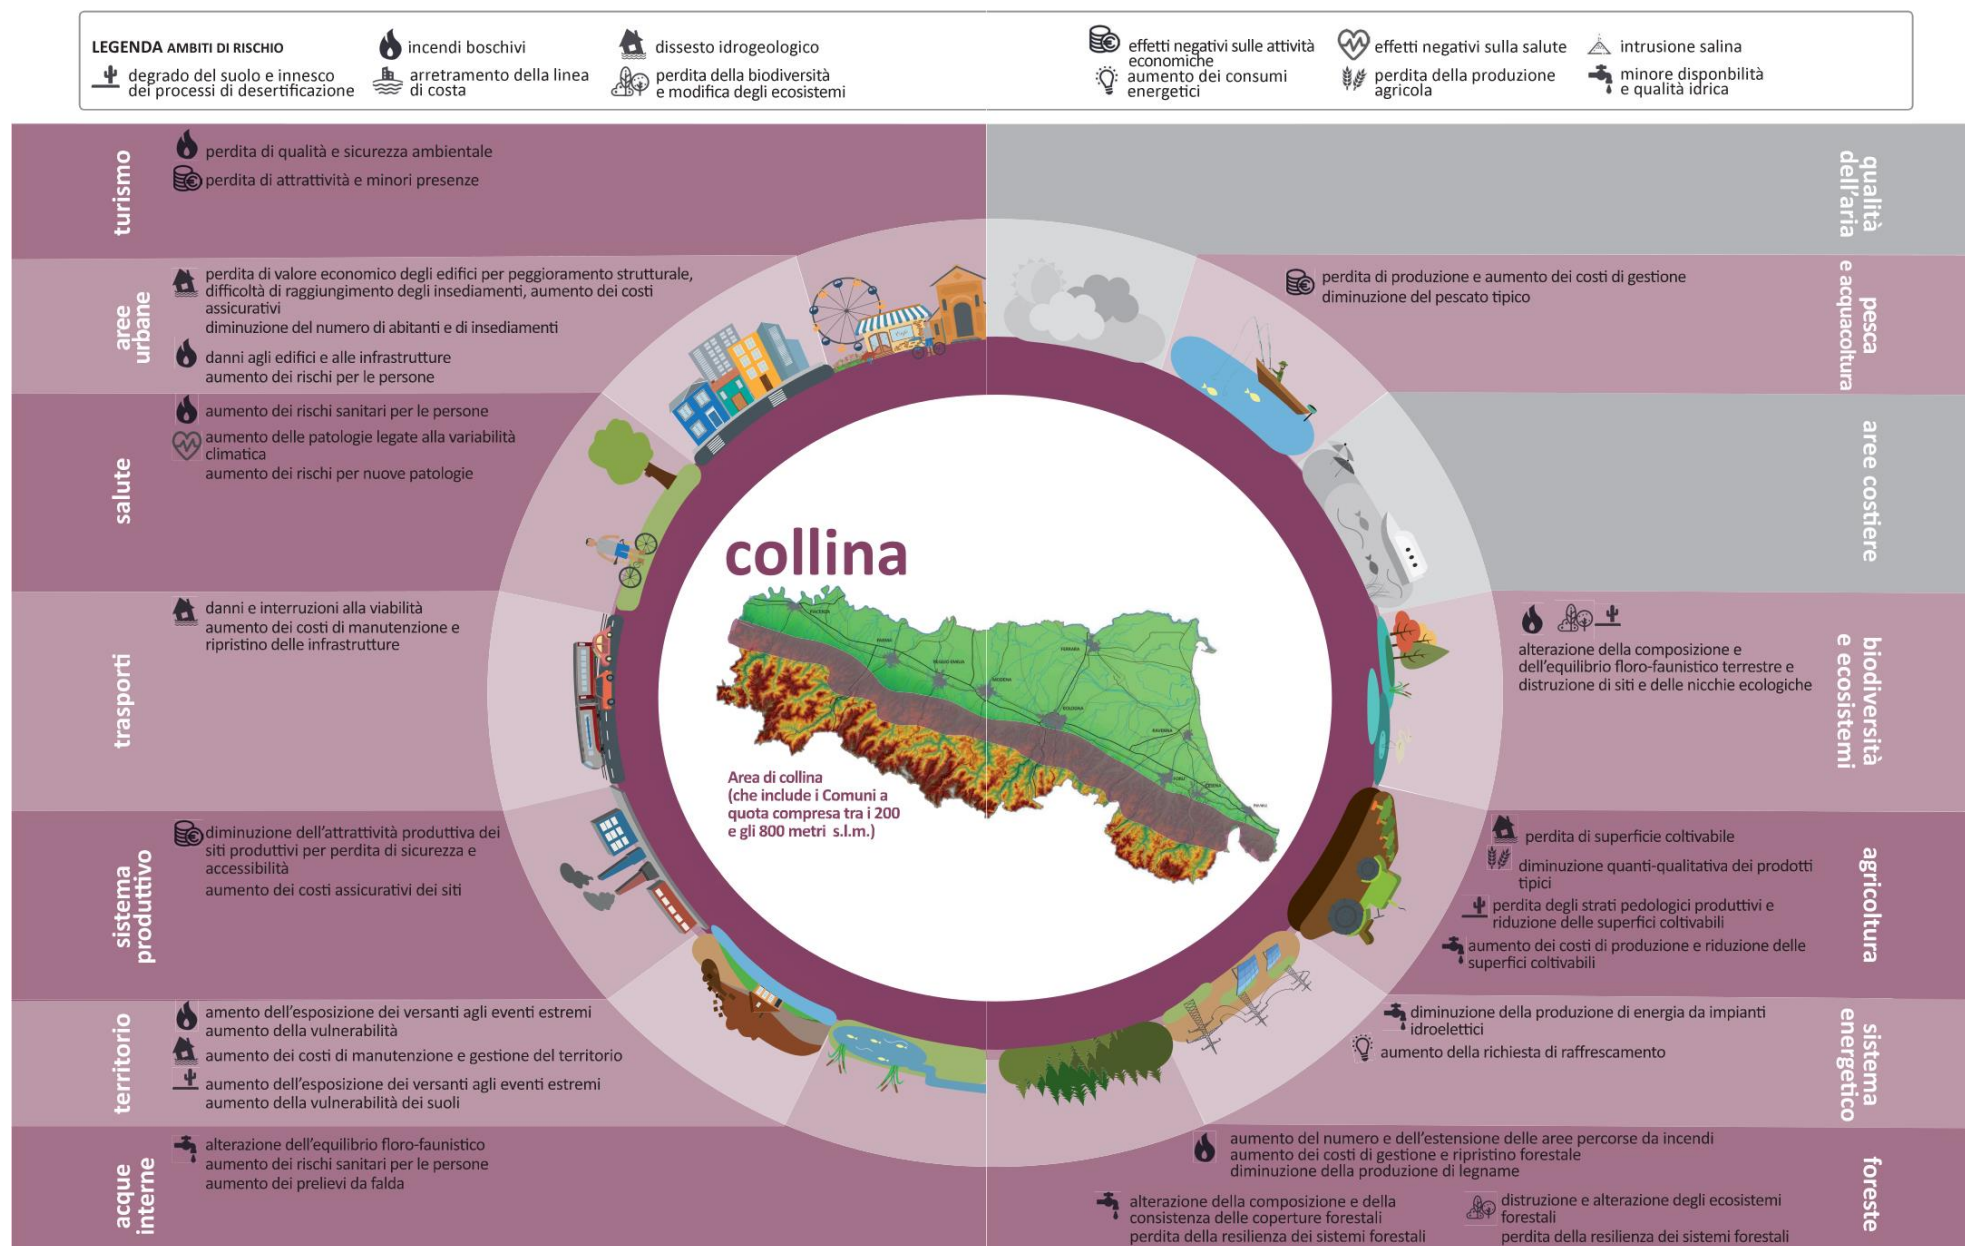 LEGENDA AMBITI DI RISCHIO
degrado del suolo e innesco
dei processi di desertificazione
incendi boschivi
arretramento della linea
di costa
dissesto idrogeologico
perdita della biodiversità
e modifica degli ecosistemi
effetti negativi sulle attività
economiche
aumento dei consumi
energetici
effetti negativi sulla salute
perdita della produzione
agricola
intrusione salina
minore disponbilità
e qualità idrica
turismo
perdita di qualità e sicurezza ambientale
perdita di attrattività e minori presenze
aree
urbane
perdita di valore economico degli edifici per peggioramento strutturale,
difficoltà di raggiungimento degli insediamenti, aumento dei costi
assicurativi
diminuzione del numero di abitanti e di insediamenti
danni agli edifici e alle infrastrutture
aumento dei rischi per le persone
salute
aumento dei rischi sanitari per le persone
aumento delle patologie legate alla variabilità
climatica
aumento dei rischi per nuove patologie
trasporti
danni e interruzioni alla viabilità
aumento dei costi di manutenzione e
ripristino delle infrastrutture
sistema
produttivo
diminuzione dell'attrattività produttiva dei
siti produttivi per perdita di sicurezza e
accessibilità
aumento dei costi assicurativi dei siti
territorio
amento dell'esposizione dei versanti agli eventi estremi
aumento della vulnerabilità
aumento dei costi di manutenzione e gestione del territorio
aumento dell'esposizione dei versanti agli eventi estremi
aumento della vulnerabilità dei suoli
acque
interne
alterazione dell'equilibrio floro-faunistico
aumento dei rischi sanitari per le persone
aumento dei prelievi da falda
collina
PIACENZA
PARMA
REGGIO EMILIA
MODENA
FERRARA
BOLOGNA
RAVENNA
FORLÌ
CESENA
RIMINI
Area di collina
(che include i Comuni a
quota compresa tra i 200
e gli 800 metri s.l.m.)
qualità
dell'aria
pesca
e acquacoltura
perdita di produzione e aumento dei costi di gestione
diminuzione del pescato tipico
aree costiere
biodiversità
e ecosistemi
alterazione della composizione e
dell'equilibrio floro-faunistico terrestre e
distruzione di siti e delle nicchie ecologiche
agricoltura
perdita di superficie coltivabile
diminuzione quanti-qualitativa dei prodotti
tipici
perdita degli strati pedologici produttivi e
riduzione delle superfici coltivabili
aumento dei costi di produzione e riduzione delle
superfici coltivabili
sistema
energetico
diminuzione della produzione di energia da impianti
idroelettici
aumento della richiesta di raffrescamento
foreste
aumento del numero e dell'estensione delle aree percorse da incendi
aumento dei costi di gestione e ripristino forestale
diminuzione della produzione di legname
alterazione della composizione e della
consistenza delle coperture forestali
perdita della resilienza dei sistemi forestali
distruzione e alterazione degli ecosistemi
forestali
perdita della resilienza dei sistemi forestali